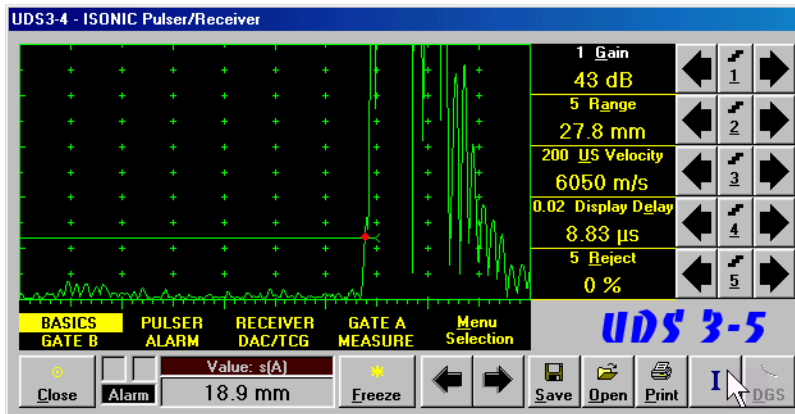 UDS3-4 - ISONIC Pulser/Receiver
1 Gain
43 dB
1
5 Range
27.8 mm
2
200 US Velocity
6050 m/s
3
0.02 Display Delay
8.83 µs
4
5 Reject
0 %
5
BASICS PULSER RECEIVER GATE A Menu
GATE B ALARM DAC/TCG MEASURE Selection
UDS 3-5
Close
Alarm
Value: s(A)
18.9 mm
Freeze
Save
Open
Print
I
DGS